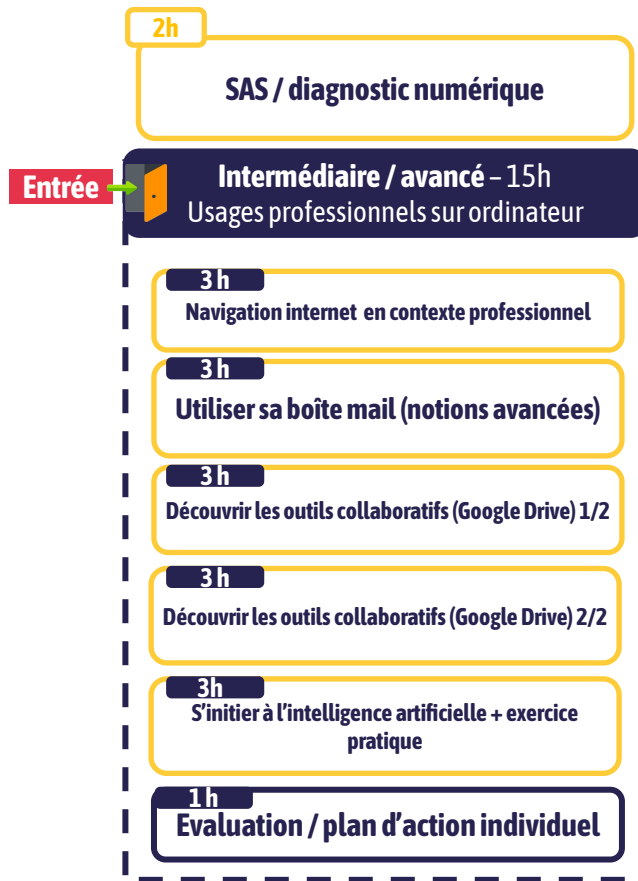 2h
SAS / diagnostic numérique
Entrée
Intermédiaire / avancé – 15h
Usages professionnels sur ordinateur
3 h
Navigation internet en contexte professionnel
3 h
Utiliser sa boîte mail (notions avancées)
3 h
Découvrir les outils collaboratifs (Google Drive) 1/2
3 h
Découvrir les outils collaboratifs (Google Drive) 2/2
3h
S'initier à l'intelligence artificielle + exercice
pratique
1 h
Evaluation / plan d'action individuel